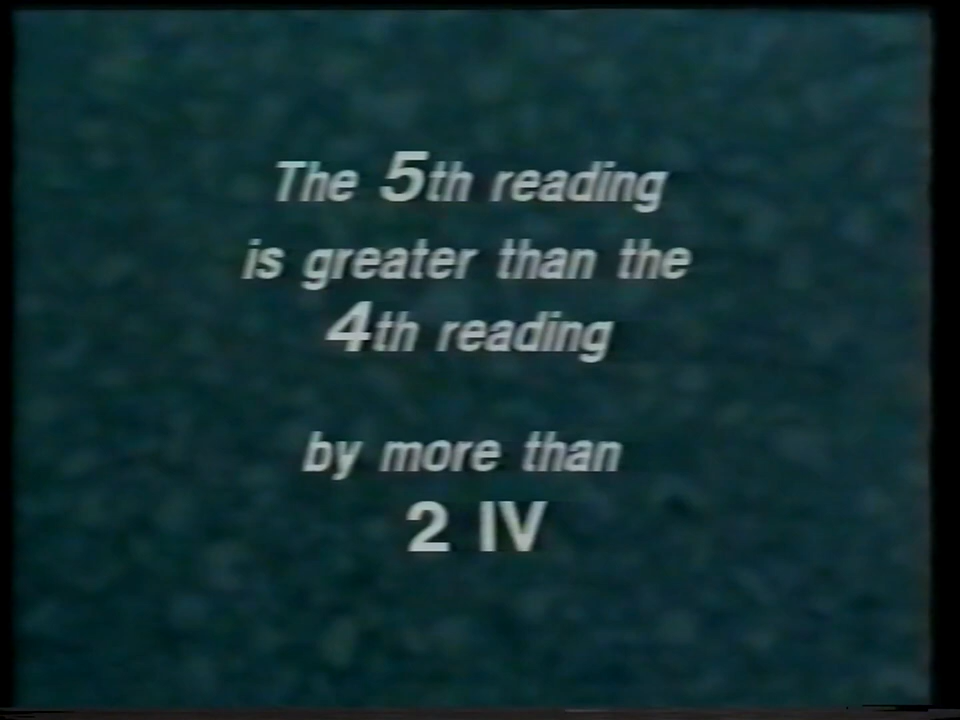 The 5th reading
is greater than the
4th reading
by more than
2 IV